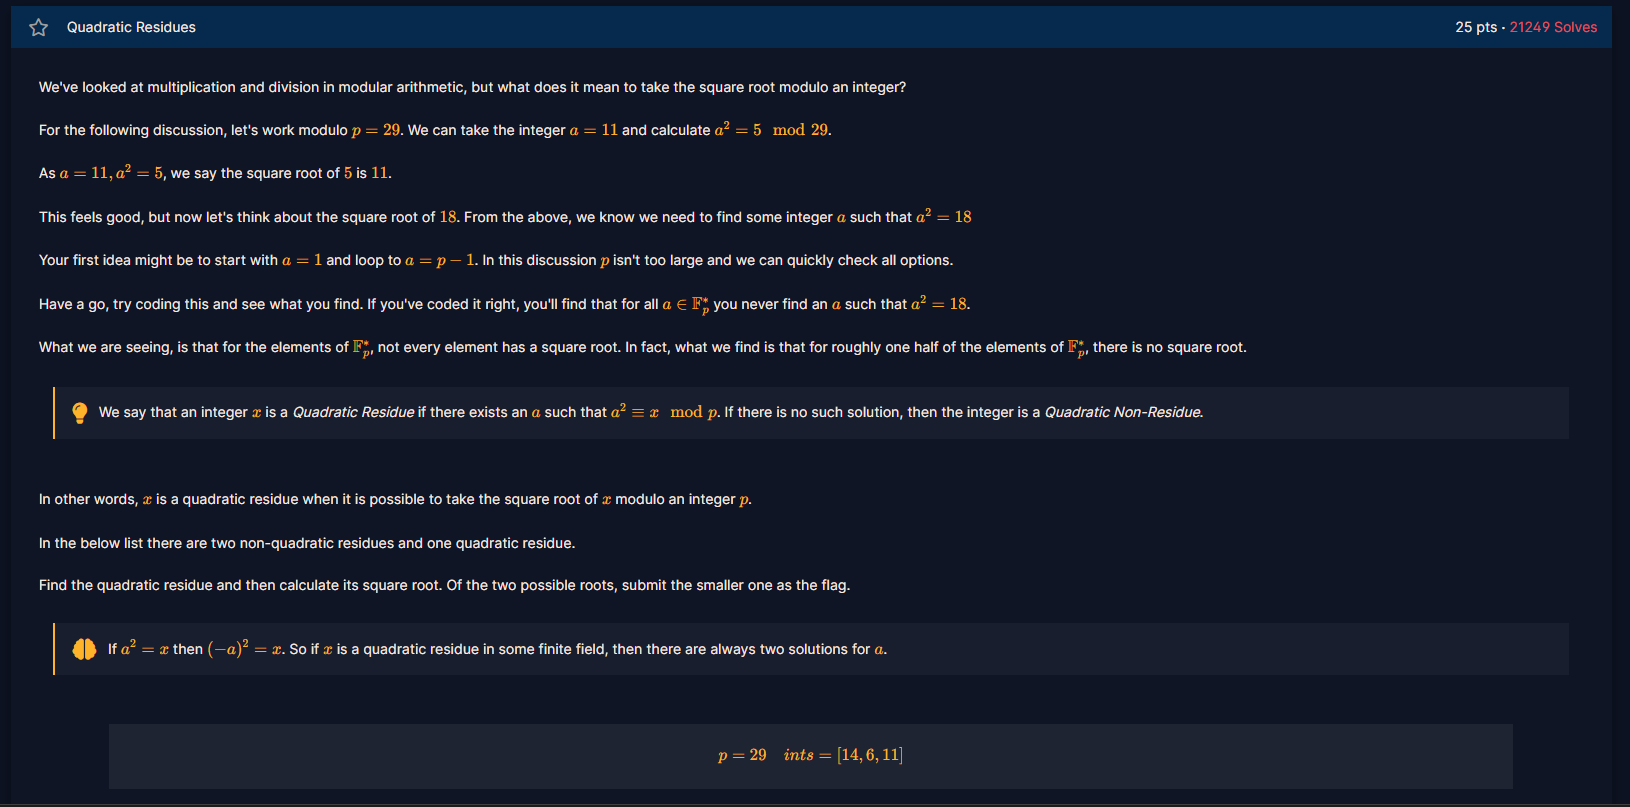 Quadratic Residues
25 pts · 21249 Solves
We've looked at multiplication and division in modular arithmetic, but what does it mean to take the square root modulo an integer?
For the following discussion, let's work modulo p = 29. We can take the integer a = 11 and calculate a² = 5 mod 29.
As a = 11, a² = 5, we say the square root of 5 is 11.
This feels good, but now let's think about the square root of 18. From the above, we know we need to find some integer a such that a² = 18
Your first idea might be to start with a = 1 and loop to a = p − 1. In this discussion p isn't too large and we can quickly check all options.
Have a go, try coding this and see what you find. If you've coded it right, you'll find that for all a ∈ 𝔽ₚ* you never find an a such that a² = 18.
What we are seeing, is that for the elements of 𝔽ₚ*, not every element has a square root. In fact, what we find is that for roughly one half of the elements of 𝔽ₚ*, there is no square root.
We say that an integer x is a Quadratic Residue if there exists an a such that a² ≡ x mod p. If there is no such solution, then the integer is a Quadratic Non-Residue.
In other words, x is a quadratic residue when it is possible to take the square root of x modulo an integer p.
In the below list there are two non-quadratic residues and one quadratic residue.
Find the quadratic residue and then calculate its square root. Of the two possible roots, submit the smaller one as the flag.
If a² = x then (−a)² = x. So if x is a quadratic residue in some finite field, then there are always two solutions for a.
p = 29 ints = [14, 6, 11]